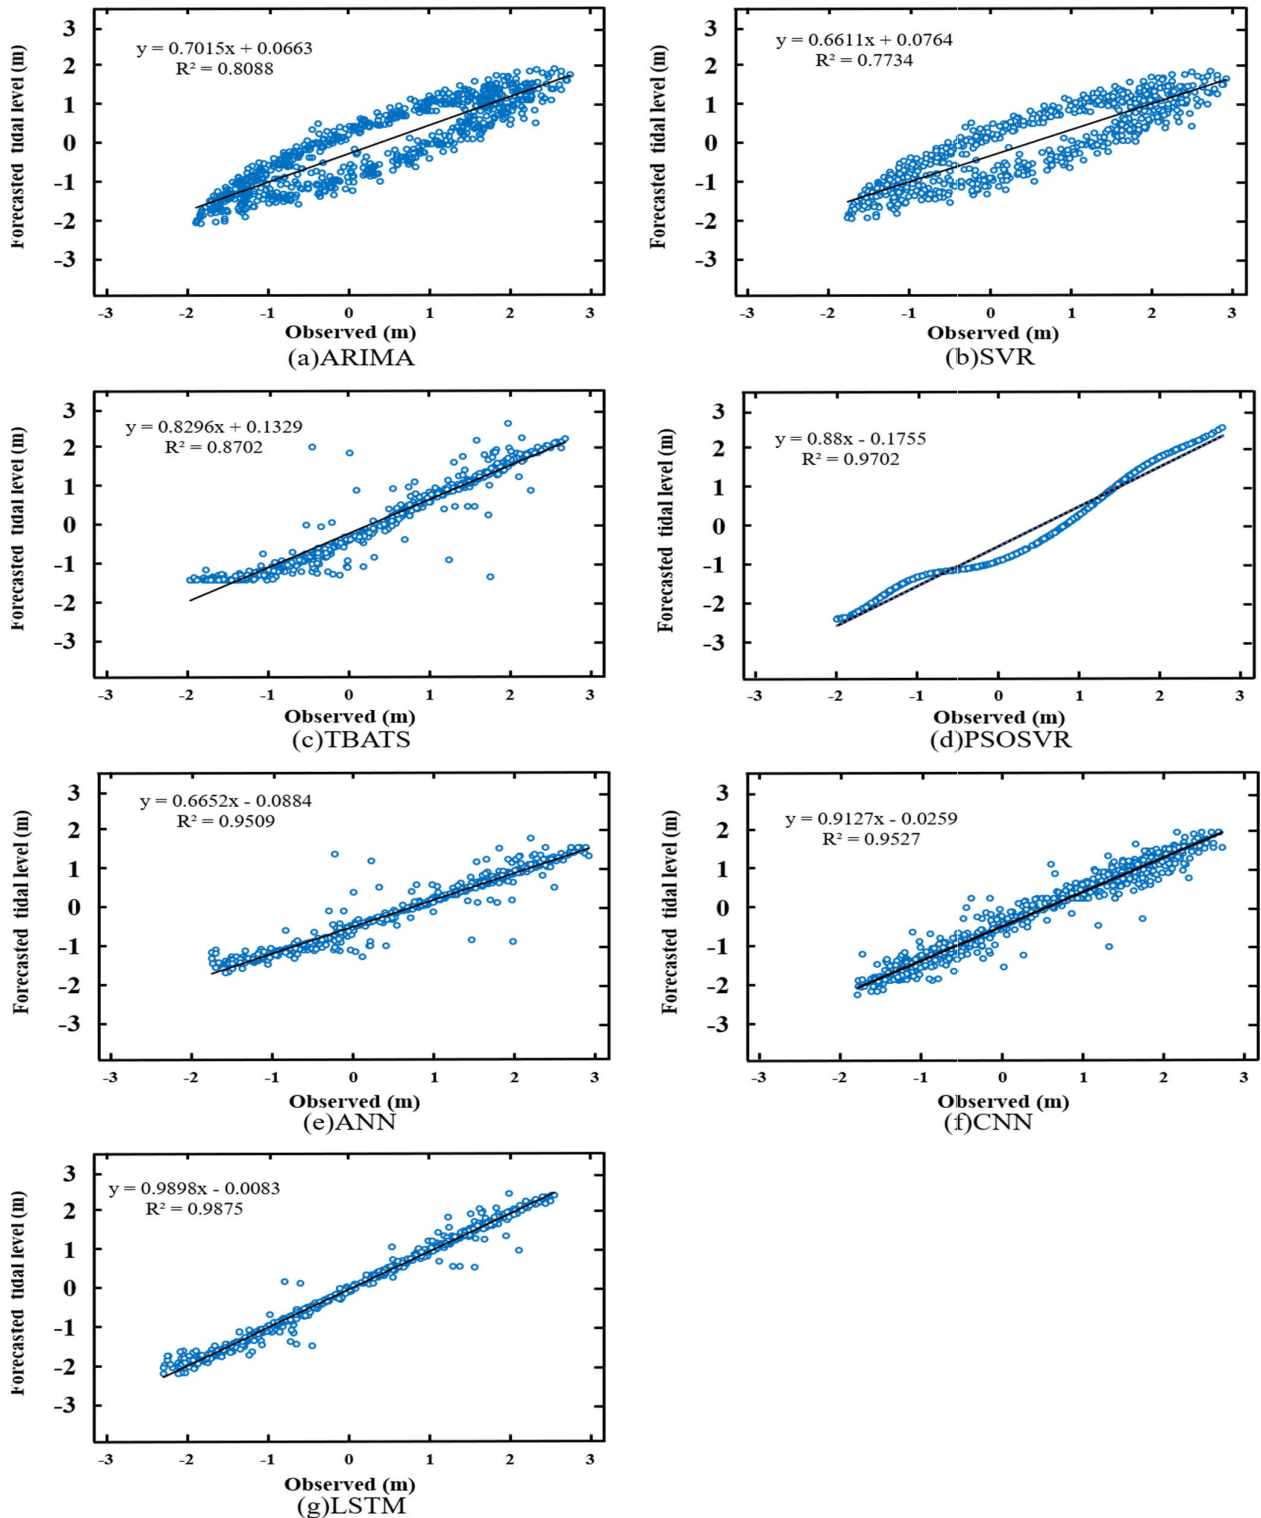 3
2
1
0
-1
-2
-3
Forecasted tidal level (m)
y = 0.7015x + 0.0663
R² = 0.8088
-3 -2 -1 0 1 2 3
Observed (m)
(a)ARIMA
3
2
1
0
-1
-2
-3
Forecasted tidal level (m)
y = 0.6611x + 0.0764
R² = 0.7734
-3 -2 -1 0 1 2 3
Observed (m)
(b)SVR
3
2
1
0
-1
-2
-3
Forecasted tidal level (m)
y = 0.8296x + 0.1329
R² = 0.8702
-3 -2 -1 0 1 2 3
Observed (m)
(c)TBATS
3
2
1
0
-1
-2
-3
Forecasted tidal level (m)
y = 0.88x - 0.1755
R² = 0.9702
-3 -2 -1 0 1 2 3
Observed (m)
(d)PSOSVR
3
2
1
0
-1
-2
-3
Forecasted tidal level (m)
y = 0.6652x - 0.0884
R² = 0.9509
-3 -2 -1 0 1 2 3
Observed (m)
(e)ANN
3
2
1
0
-1
-2
-3
Forecasted tidal level (m)
y = 0.9127x - 0.0259
R² = 0.9527
-3 -2 -1 0 1 2 3
Observed (m)
(f)CNN
3
2
1
0
-1
-2
-3
Forecasted tidal level (m)
y = 0.9898x - 0.0083
R² = 0.9875
-3 -2 -1 0 1 2 3
Observed (m)
(g)LSTM